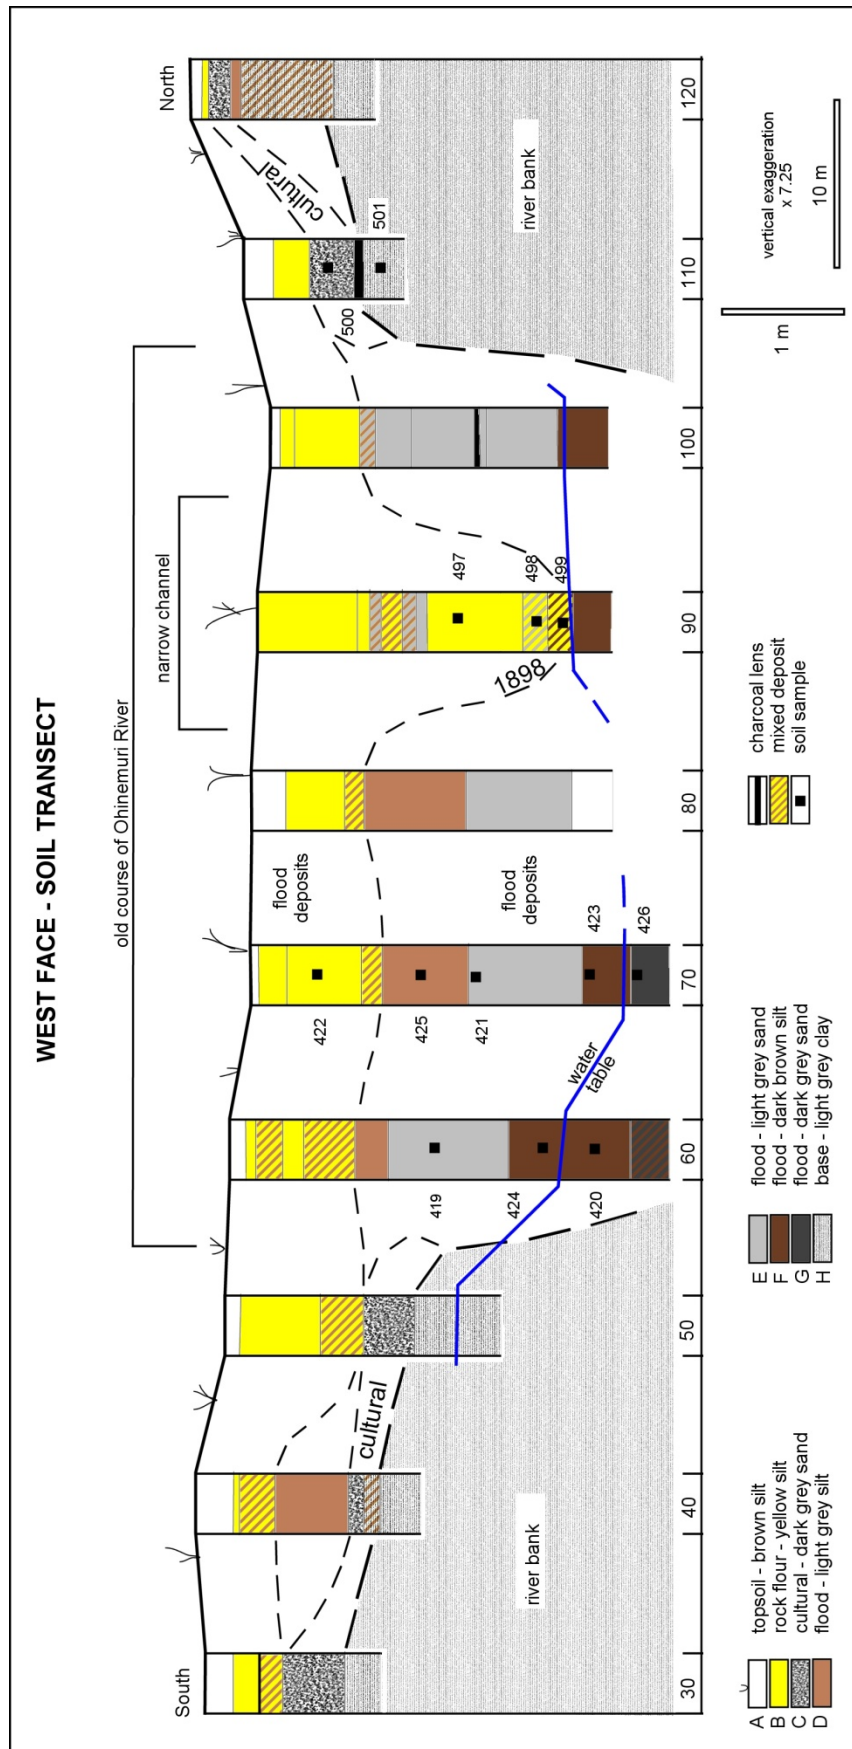 WEST FACE - SOIL TRANSECT
old course of Ohinemuri River
narrow channel
South
North
flood
deposits
flood
deposits
cultural
cultural
1898
water
table
river bank
river bank
422
425
421
423
426
419
424
420
497
498
499
500
501
30
40
50
60
70
80
90
100
110
120
A topsoil - brown silt
B rock flour - yellow silt
C cultural - dark grey sand
D flood - light grey silt
E flood - light grey sand
F flood - dark brown silt
G flood - dark grey sand
H base - light grey clay
charcoal lens
mixed deposit
soil sample
1 m
vertical exaggeration
x 7.25
10 m